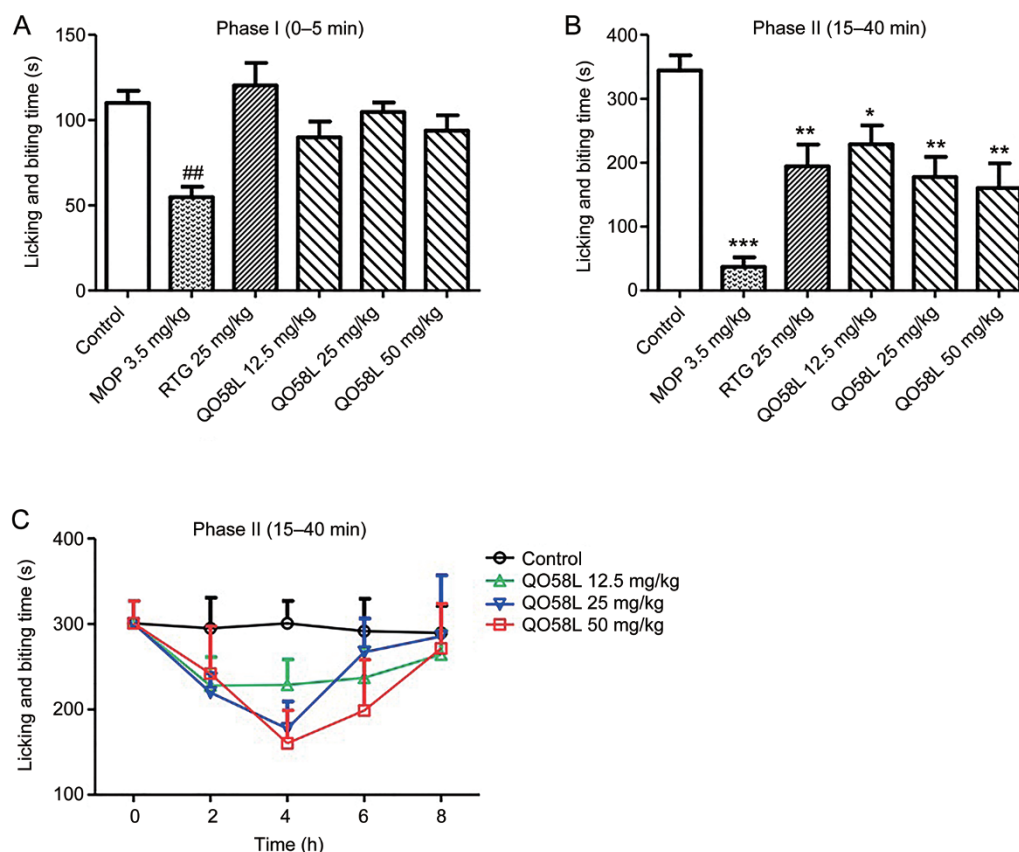 A
Phase I (0–5 min)
Licking and biting time (s)
150
100
50
0
##
Control
MOP 3.5 mg/kg
RTG 25 mg/kg
QO58L 12.5 mg/kg
QO58L 25 mg/kg
QO58L 50 mg/kg
B
Phase II (15–40 min)
Licking and biting time (s)
400
300
200
100
0
***
**
*
**
**
Control
MOP 3.5 mg/kg
RTG 25 mg/kg
QO58L 12.5 mg/kg
QO58L 25 mg/kg
QO58L 50 mg/kg
C
Phase II (15–40 min)
Licking and biting time (s)
400
300
200
100
0 2 4 6 8
Time (h)
Control
QO58L 12.5 mg/kg
QO58L 25 mg/kg
QO58L 50 mg/kg